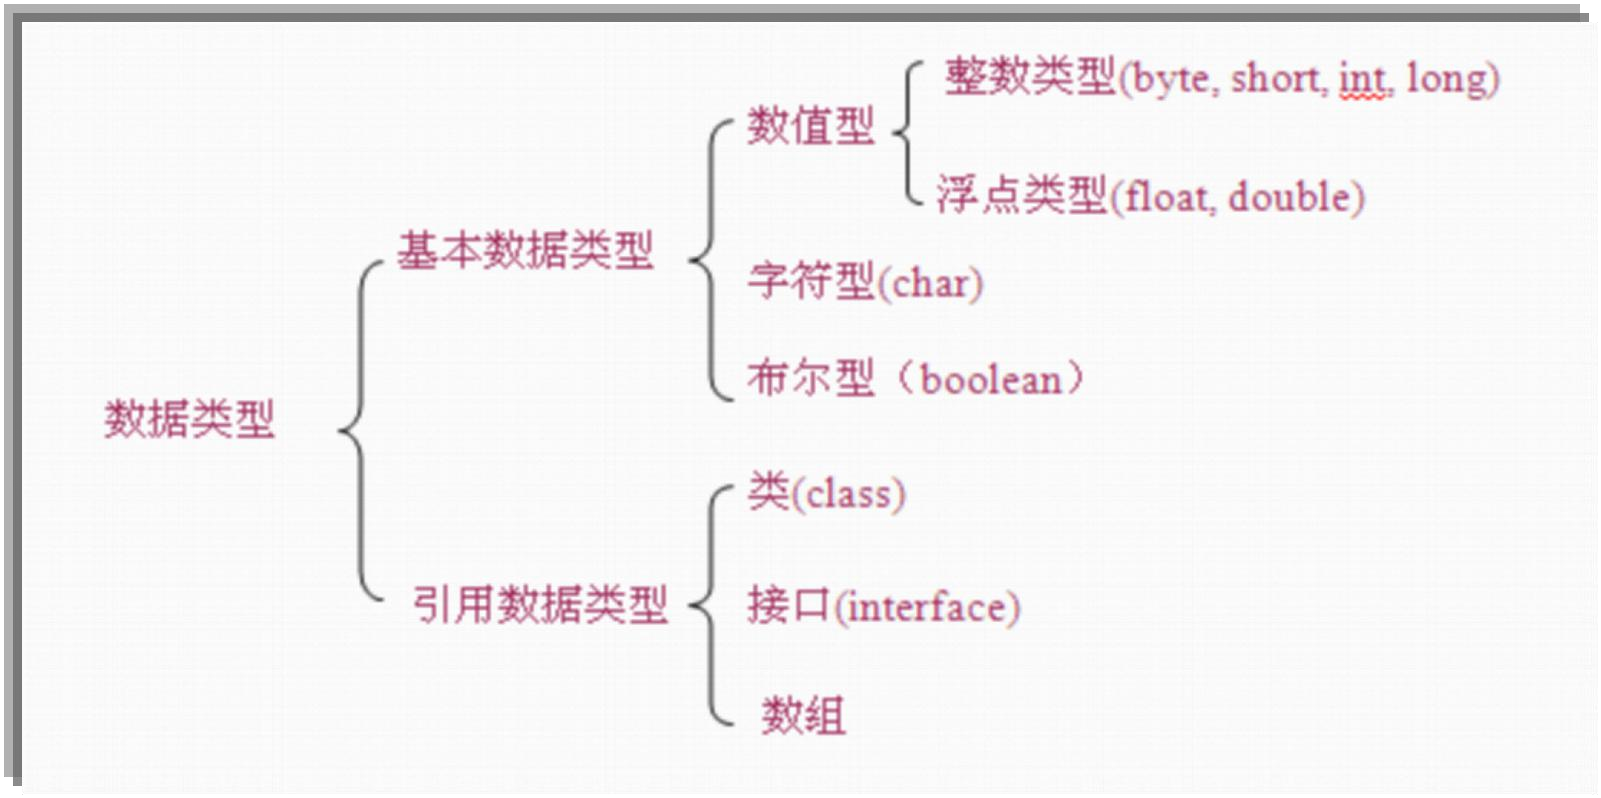 数据类型
基本数据类型
数值型
整数类型(byte, short, int, long)
浮点类型(float, double)
字符型(char)
布尔型（boolean）
引用数据类型
类(class)
接口(interface)
数组